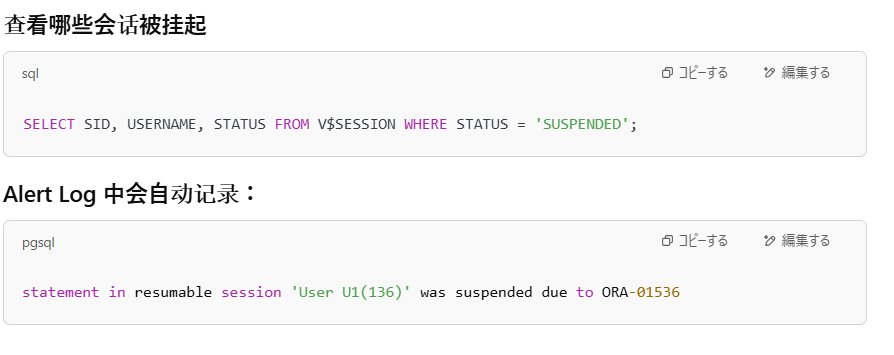 查看哪些会话被挂起
sql
コピーする
編集する
SELECT SID, USERNAME, STATUS FROM V$SESSION WHERE STATUS = 'SUSPENDED';
Alert Log 中会自动记录：
pgsql
コピーする
編集する
statement in resumable session 'User U1(136)' was suspended due to ORA-01536